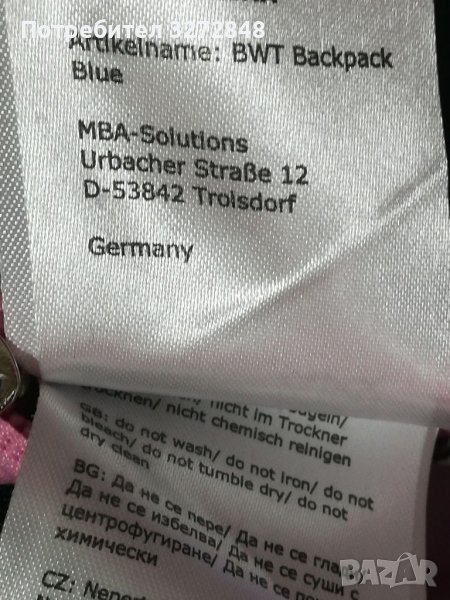 Потребител 3272848
Artikelname: BWT Backpack
Blue
MBA-Solutions
Urbacher Straße 12
D-53842 Troisdorf
Germany
nicht im Trockner
trocknen/ nicht chemisch reinigen
GB: do not wash/ do not iron/ do not
bleach/ do not tumble dry/ do not
dry clean
BG: Да не се пере/ Да не се
Да не се избелва/ Да не се суши с
центрофугиране/ Да не се
химически
CZ:
BAZAR